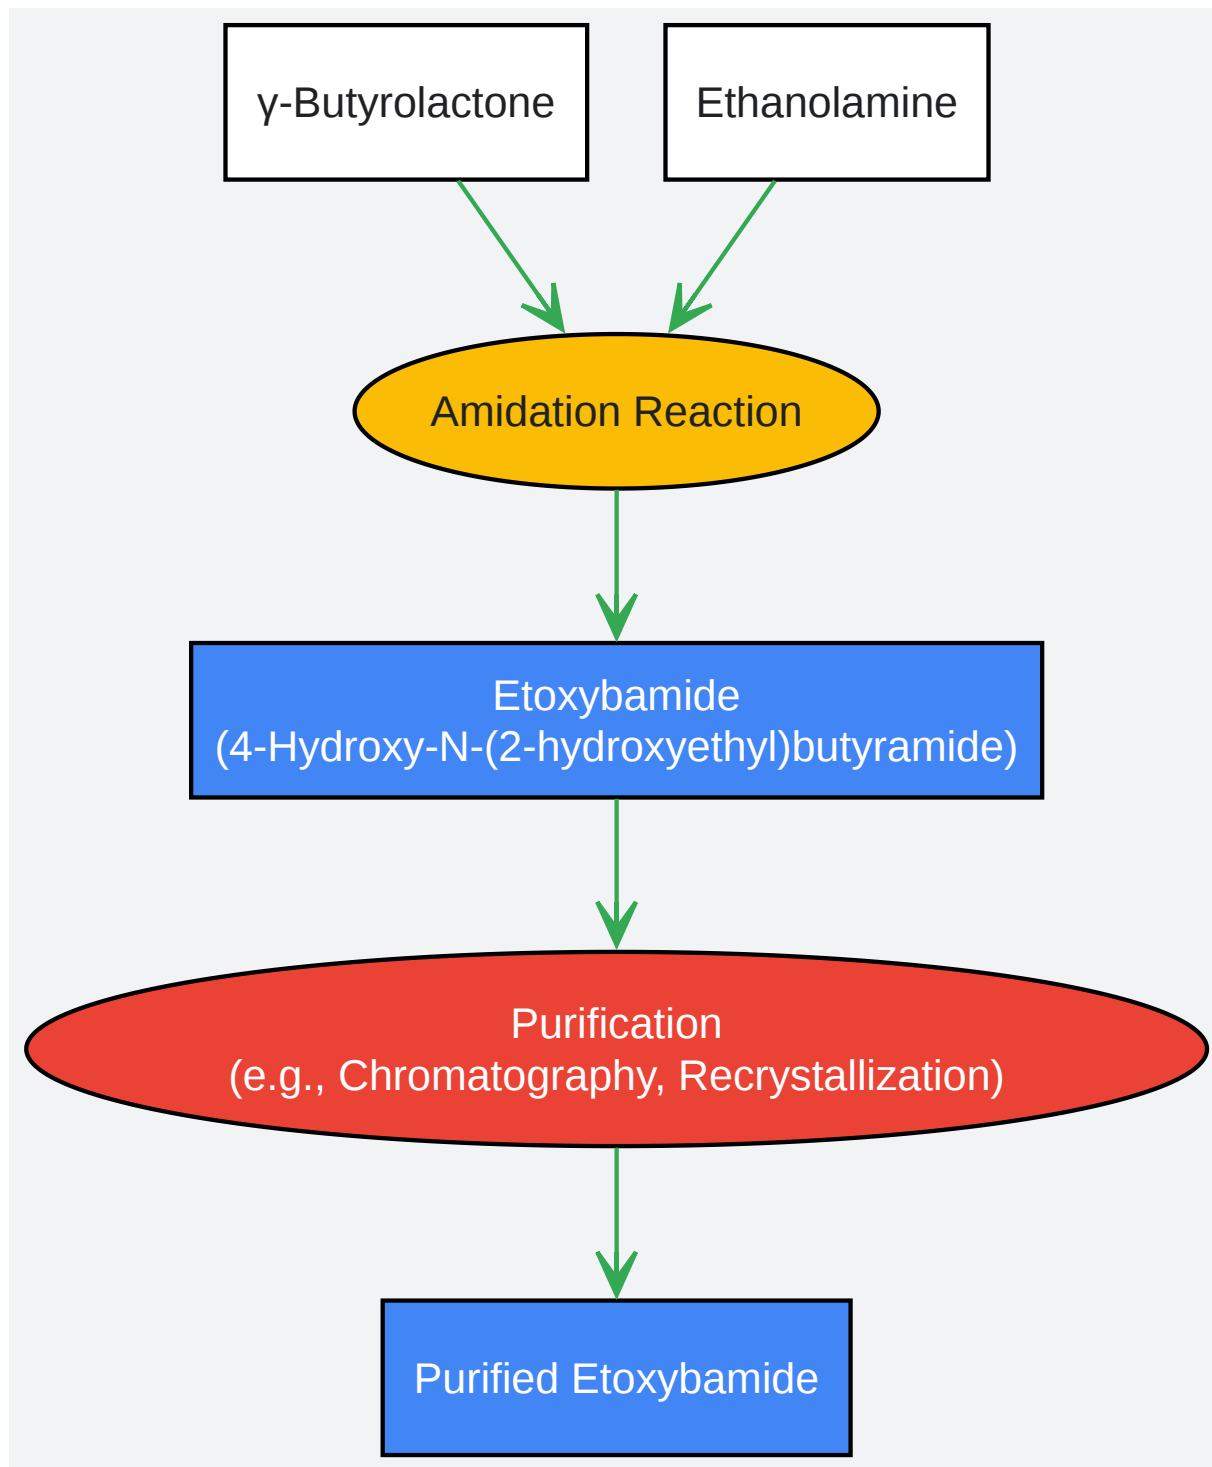 γ-Butyrolactone
Ethanolamine
Amidation Reaction
Etoxybamide
(4-Hydroxy-N-(2-hydroxyethyl)butyramide)
Purification
(e.g., Chromatography, Recrystallization)
Purified Etoxybamide